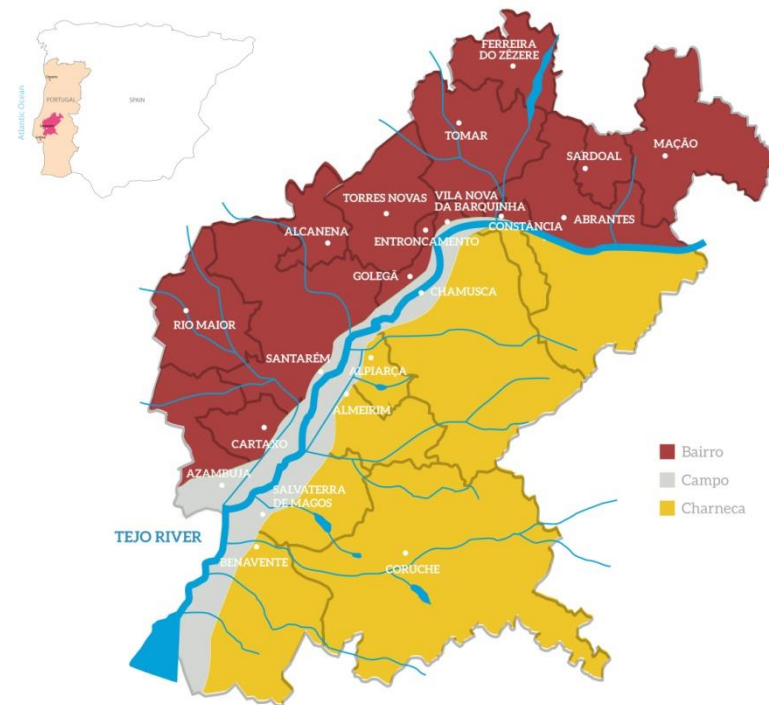 Atlantic Ocean
PORTUGAL
SPAIN
FERREIRA
DO ZÊZERE
TOMAR
SARDOAL
MAÇÃO
TORRES NOVAS
VILA NOVA
DA BARQUINHA
CONSTÂNCIA
ABRANTES
ALCANENA
ENTRONCAMENTO
GOLEGÃ
CHAMUSCA
RIO MAIOR
SANTARÉM
ALPIARÇA
ALMEIRIM
CARTAXO
AZAMBUJA
SALVATERRA
DE MAGOS
TEJO RIVER
BENAVENTE
CORUCHE
Bairro
Campo
Charneca